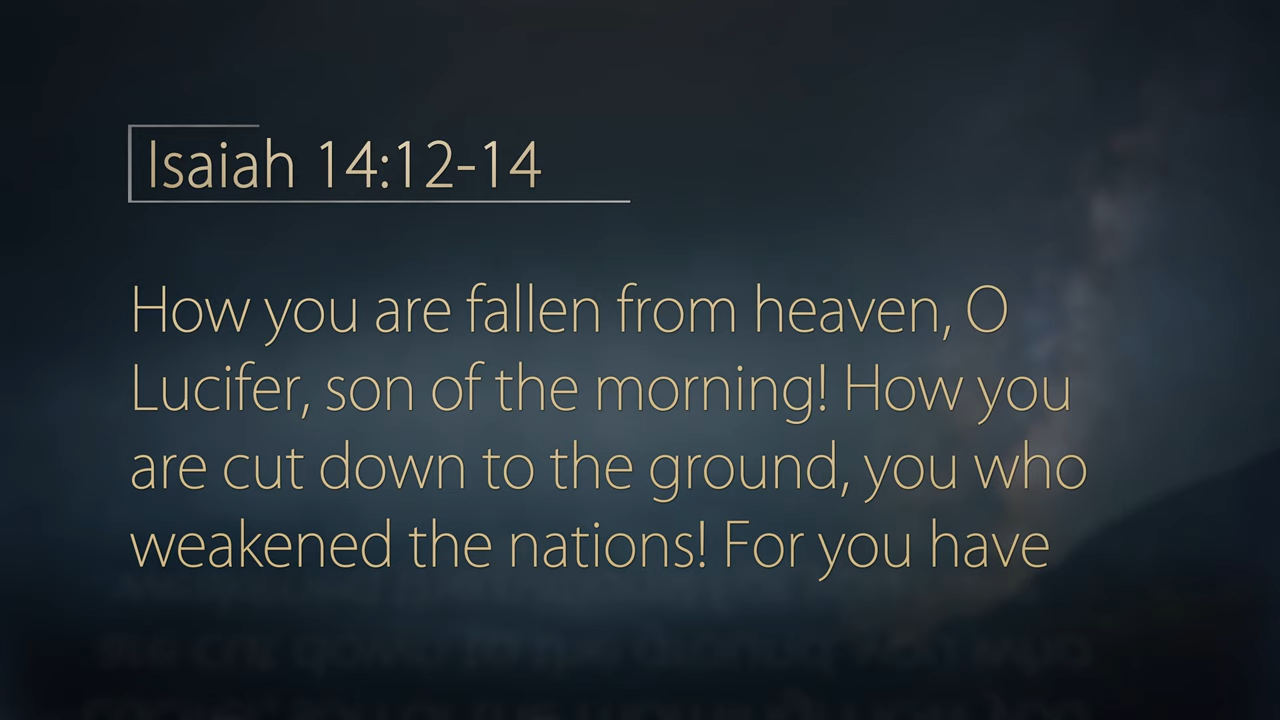 Isaiah 14:12-14
How you are fallen from heaven, O
Lucifer, son of the morning! How you
are cut down to the ground, you who
weakened the nations! For you have